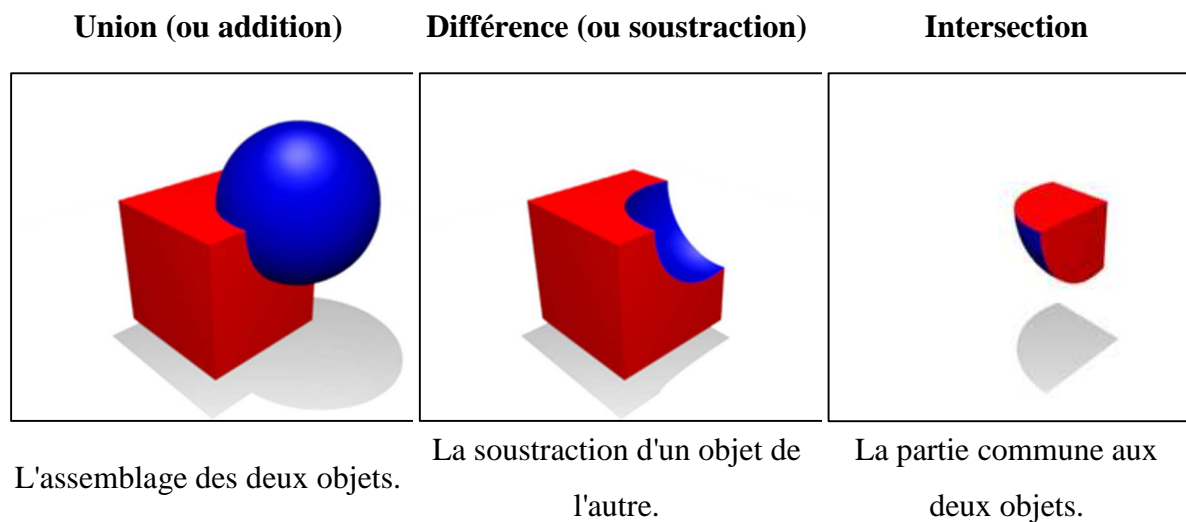 Union (ou addition)
Différence (ou soustraction)
Intersection
L'assemblage des deux objets.
La soustraction d'un objet de
l'autre.
La partie commune aux
deux objets.